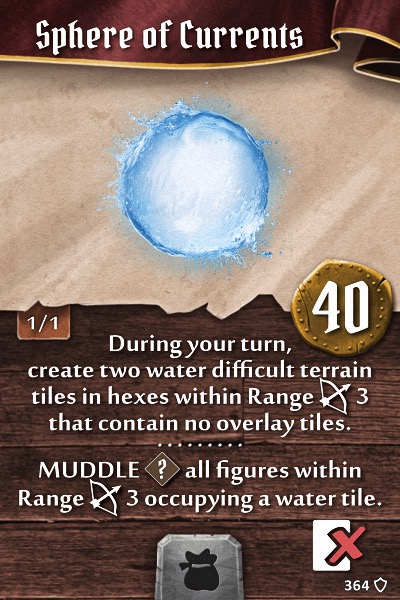 Sphere of Currents
40
1/1
During your turn,
create two water difficult terrain
tiles in hexes within Range 3
that contain no overlay tiles.
MUDDLE ? all figures within
Range 3 occupying a water tile.
364